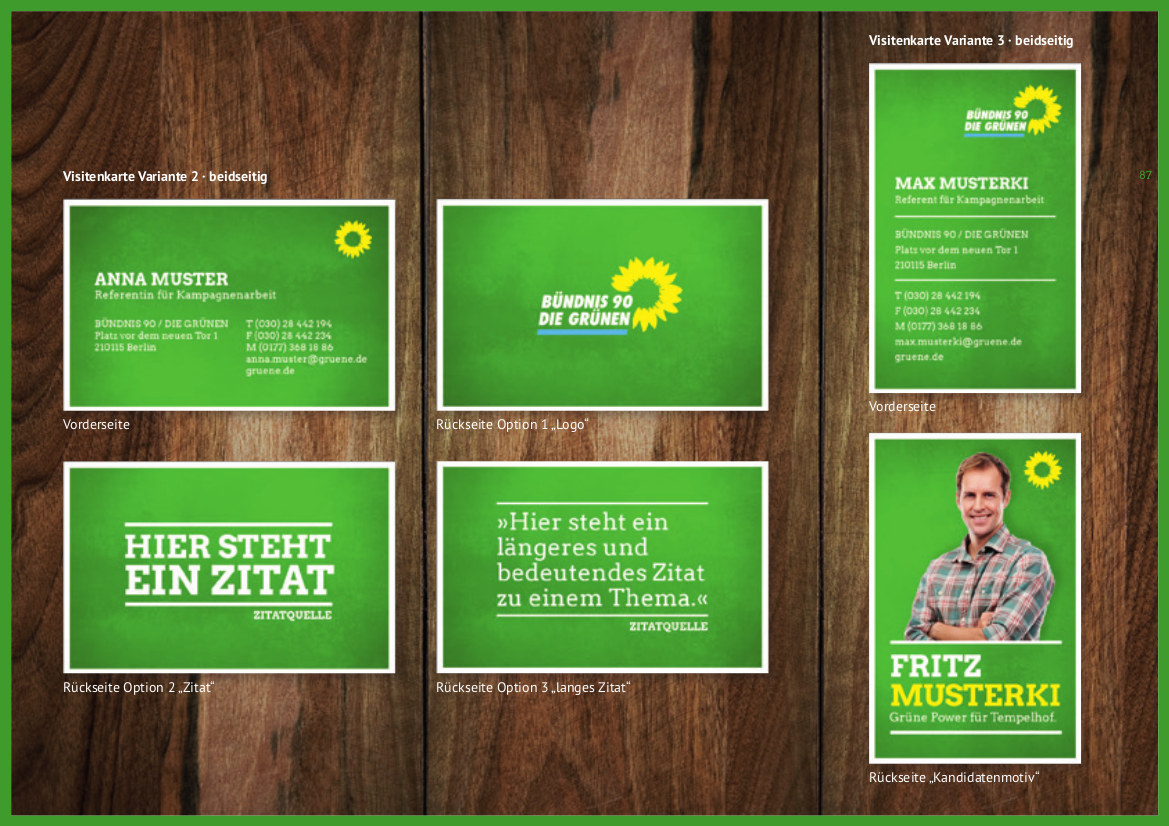 Visitenkarte Variante 2 · beidseitig
ANNA MUSTER
Referentin für Kampagnenarbeit
BÜNDNIS 90 / DIE GRÜNEN
Platz vor dem neuen Tor 1
210115 Berlin
T (030) 28 442 194
F (030) 28 442 234
M (0177) 368 18 86
anna.muster@gruene.de
gruene.de
Vorderseite
BÜNDNIS 90
DIE GRÜNEN
Rückseite Option 1 „Logo“
HIER STEHT
EIN ZITAT
ZITATQUELLE
Rückseite Option 2 „Zitat“
»Hier steht ein
längeres und
bedeutendes Zitat
zu einem Thema.«
ZITATQUELLE
Rückseite Option 3 „langes Zitat“
Visitenkarte Variante 3 · beidseitig
BÜNDNIS 90
DIE GRÜNEN
MAX MUSTERKI
Referent für Kampagnenarbeit
BÜNDNIS 90 / DIE GRÜNEN
Platz vor dem neuen Tor 1
210115 Berlin
T (030) 28 442 194
F (030) 28 442 234
M (0177) 368 18 86
max.musterki@gruene.de
gruene.de
Vorderseite
FRITZ
MUSTERKI
Grüne Power für Tempelhof.
Rückseite „Kandidatenmotiv“
87